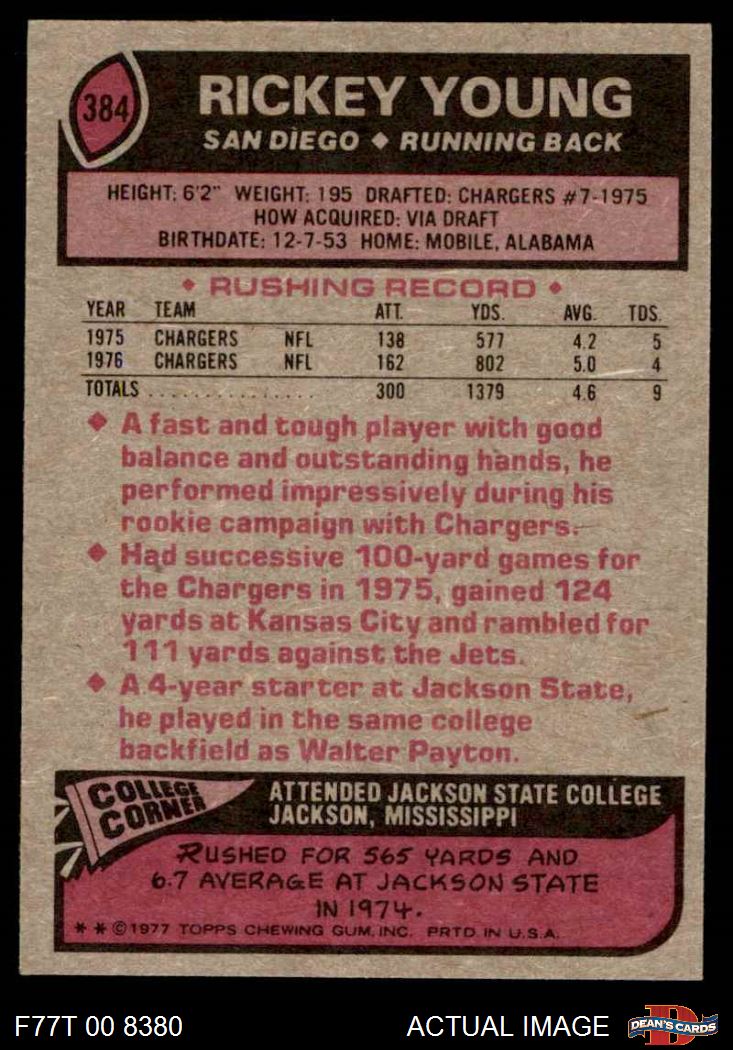 384
RICKEY YOUNG
SAN DIEGO ◆ RUNNING BACK
HEIGHT: 6'2" WEIGHT: 195 DRAFTED: CHARGERS #7-1975
HOW ACQUIRED: VIA DRAFT
BIRTHDATE: 12-7-53 HOME: MOBILE, ALABAMA
◆ RUSHING RECORD ◆
YEAR TEAM ATT. YDS. AVG. TDS.
1975 CHARGERS NFL 138 577 4.2 5
1976 CHARGERS NFL 162 802 5.0 4
TOTALS . . . . . . . . . . . . . . . 300 1379 4.6 9
◆ A fast and tough player with good
balance and outstanding hands, he
performed impressively during his
rookie campaign with Chargers.
◆ Had successive 100-yard games for
the Chargers in 1975, gained 124
yards at Kansas City and rambled for
111 yards against the Jets.
◆ A 4-year starter at Jackson State,
he played in the same college
backfield as Walter Payton.
COLLEGE
CORNER
ATTENDED JACKSON STATE COLLEGE
JACKSON, MISSISSIPPI
RUSHED FOR 565 YARDS AND
6.7 AVERAGE AT JACKSON STATE
IN 1974.
* * ©1977 TOPPS CHEWING GUM, INC. PRTD. IN U.S.A.
F77T 00 8380 ACTUAL IMAGE
D
DEAN'S CARDS